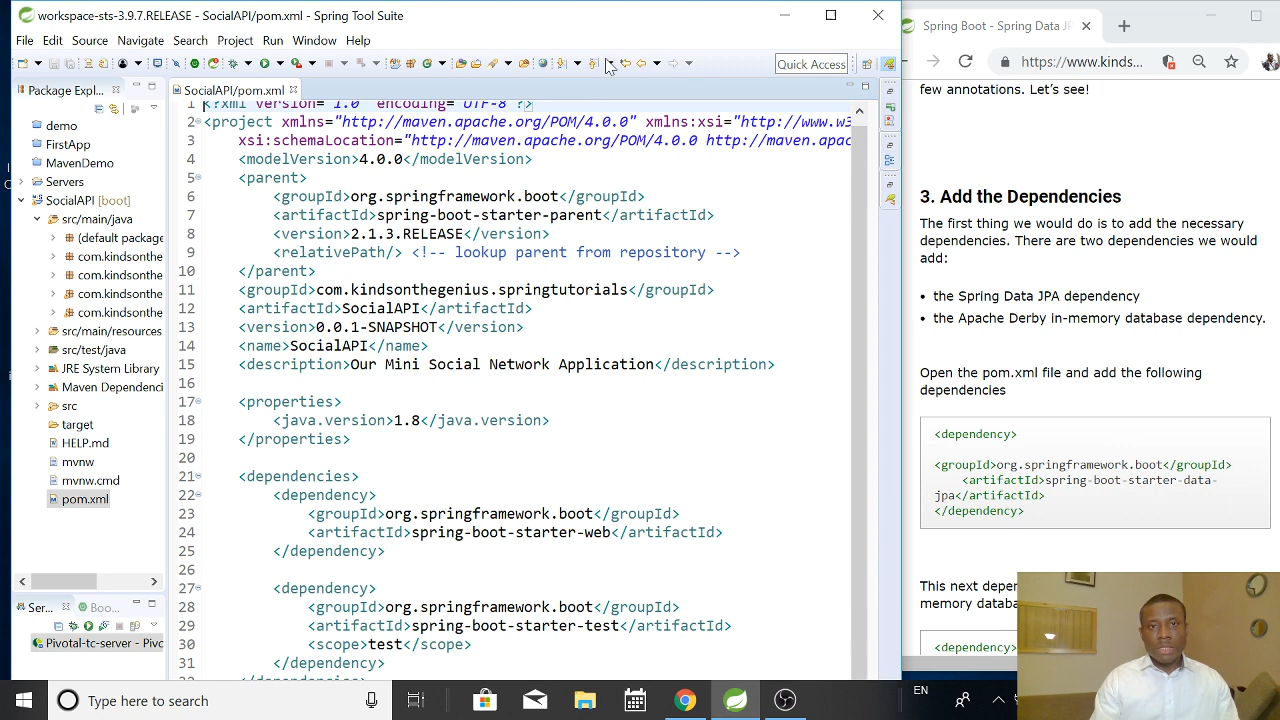 workspace-sts-3.9.7.RELEASE - SocialAPI/pom.xml - Spring Tool Suite
File Edit Source Navigate Search Project Run Window Help
Quick Access
Package Expl
demo
FirstApp
MavenDemo
Servers
SocialAPI [boot]
src/main/java
(default package
com.kindsonthe
com.kindsonthe
com.kindsonthe
com.kindsonthe
src/main/resources
src/test/java
JRE System Library
Maven Dependenci
src
target
HELP.md
mvnw
mvnw.cmd
pom.xml
Ser...
Boo...
Pivotal-tc-server - Pivc
SocialAPI/pom.xml
1 <?xml version="1.0" encoding="UTF-8"?>
2 <project xmlns="http://maven.apache.org/POM/4.0.0" xmlns:xsi="http://www.w3
3 xsi:schemaLocation="http://maven.apache.org/POM/4.0.0 http://maven.apac
4 <modelVersion>4.0.0</modelVersion>
5 <parent>
6 <groupId>org.springframework.boot</groupId>
7 <artifactId>spring-boot-starter-parent</artifactId>
8 <version>2.1.3.RELEASE</version>
9 <relativePath/> <!-- lookup parent from repository -->
10 </parent>
11 <groupId>com.kindsonthegenius.springtutorials</groupId>
12 <artifactId>SocialAPI</artifactId>
13 <version>0.0.1-SNAPSHOT</version>
14 <name>SocialAPI</name>
15 <description>Our Mini Social Network Application</description>
16
17 <properties>
18 <java.version>1.8</java.version>
19 </properties>
20
21 <dependencies>
22 <dependency>
23 <groupId>org.springframework.boot</groupId>
24 <artifactId>spring-boot-starter-web</artifactId>
25 </dependency>
26
27 <dependency>
28 <groupId>org.springframework.boot</groupId>
29 <artifactId>spring-boot-starter-test</artifactId>
30 <scope>test</scope>
31 </dependency>
Spring Boot - Spring Data JP
https://www.kinds...
few annotations. Let's see!
3. Add the Dependencies
The first thing we would do is to add the necessary
dependencies. There are two dependencies we would
add:
• the Spring Data JPA dependency
• the Apache Derby in-memory database dependency.
Open the pom.xml file and add the following
dependencies
<dependency>
<groupId>org.springframework.boot</groupId>
<artifactId>spring-boot-starter-data-
jpa</artifactId>
</dependency>
This next depen
memory databa
<dependency>
Type here to search
EN